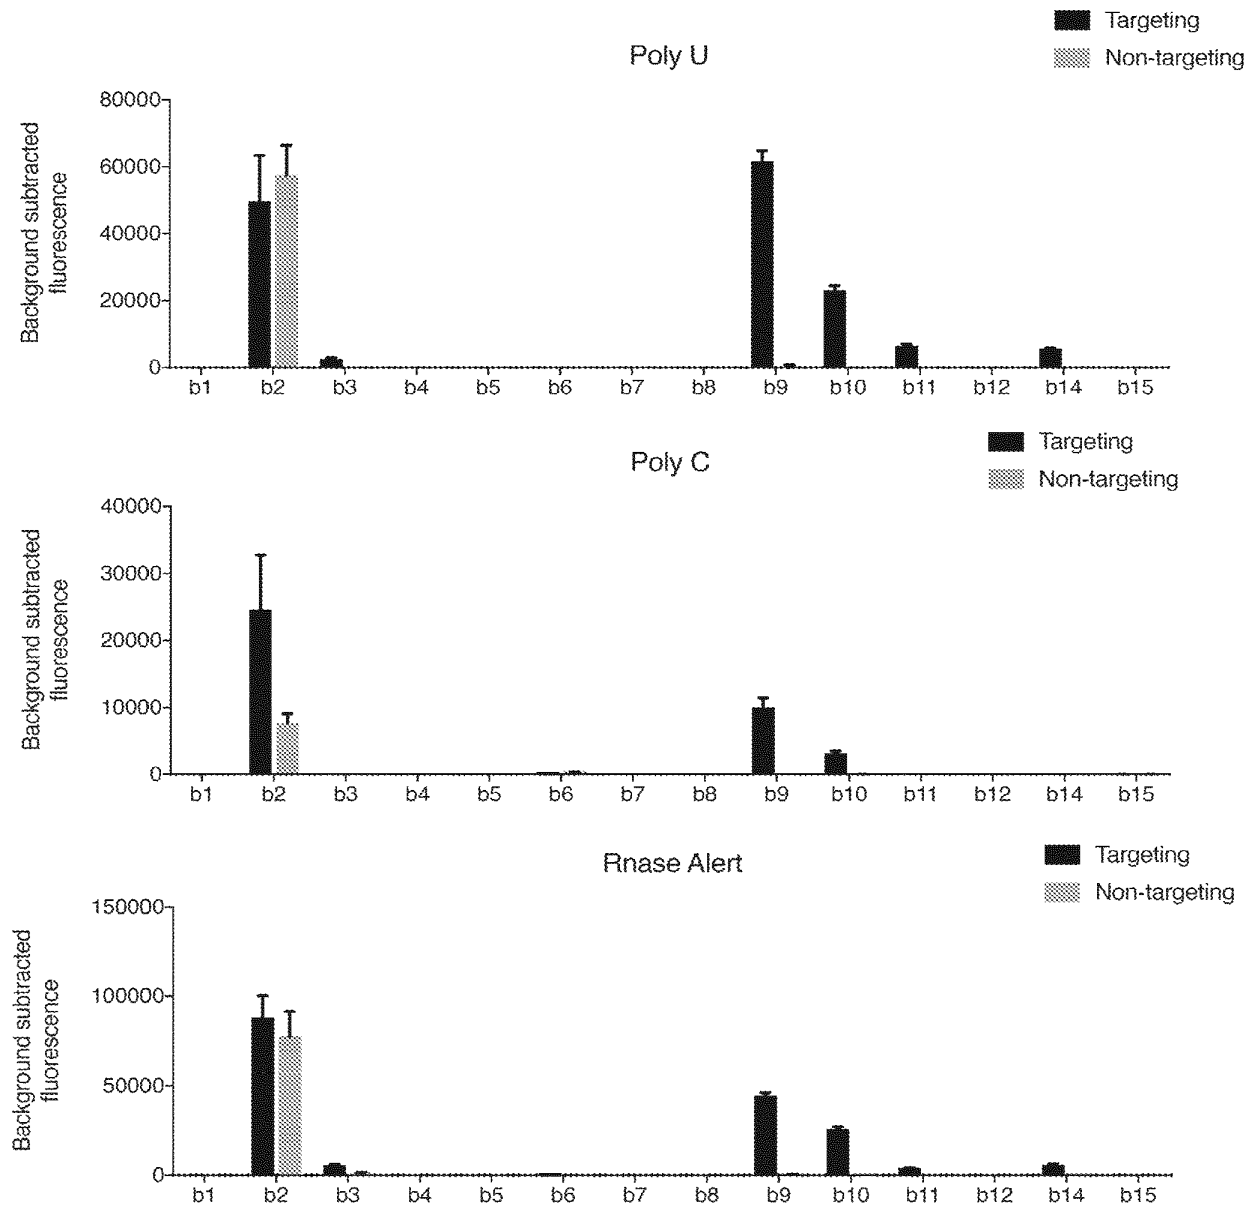 Targeting
Non-targeting
Poly U
Background subtracted
fluorescence
80000
60000
40000
20000
0
b1 b2 b3 b4 b5 b6 b7 b8 b9 b10 b11 b12 b14 b15
Targeting
Non-targeting
Poly C
Background subtracted
fluorescence
40000
30000
20000
10000
0
b1 b2 b3 b4 b5 b6 b7 b8 b9 b10 b11 b12 b14 b15
Targeting
Non-targeting
Rnase Alert
Background subtracted
fluorescence
150000
100000
50000
0
b1 b2 b3 b4 b5 b6 b7 b8 b9 b10 b11 b12 b14 b15